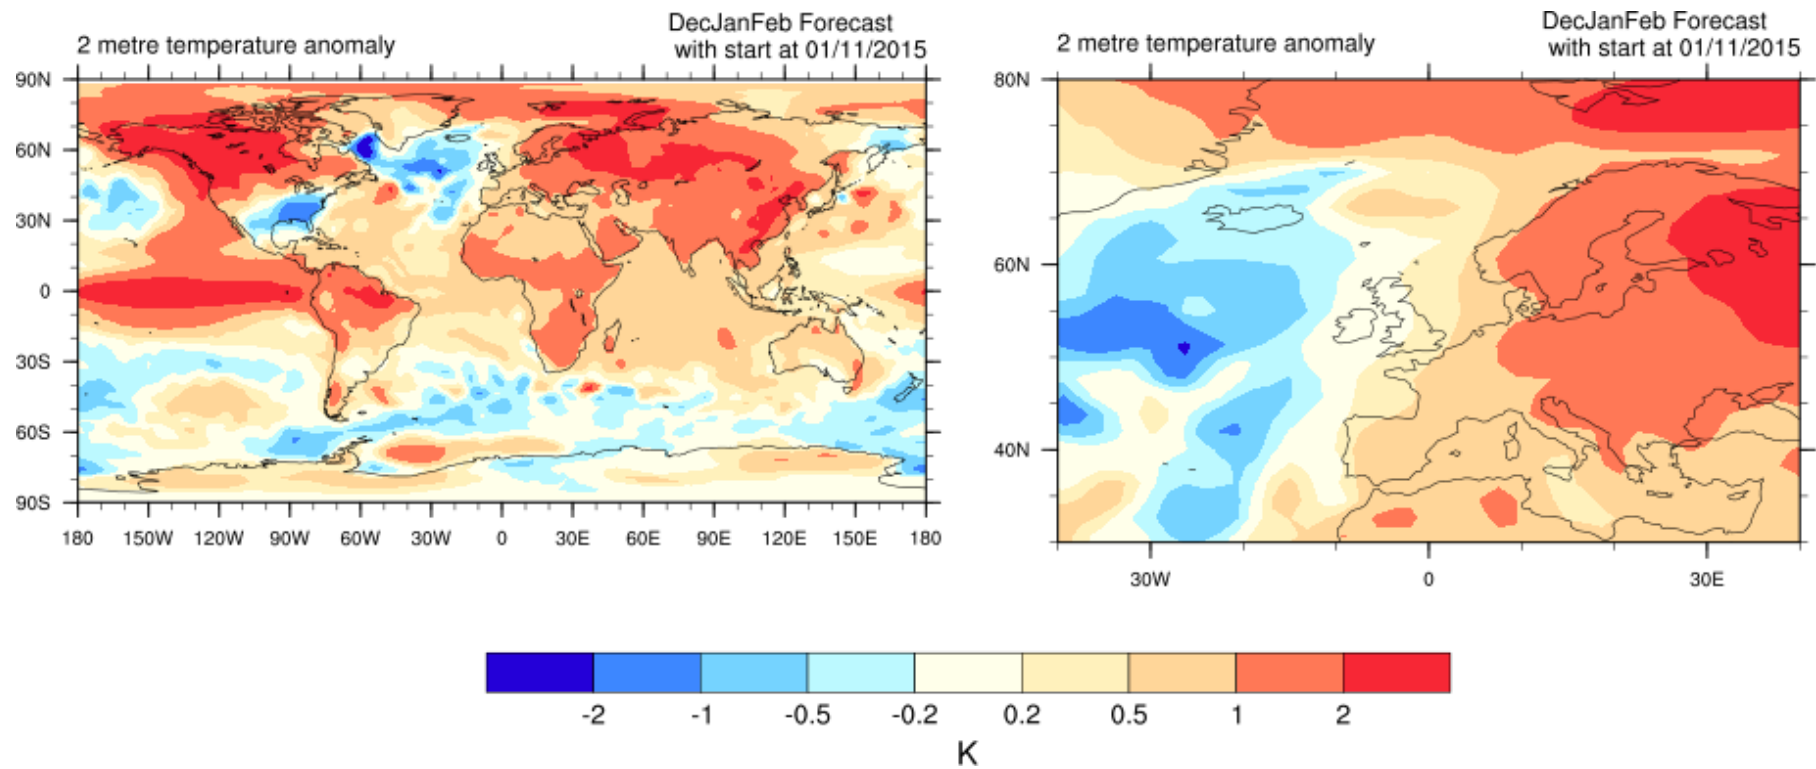 DecJanFeb Forecast
2 metre temperature anomaly
with start at 01/11/2015
90N
60N
30N
0
30S
60S
90S
180 150W 120W 90W 60W 30W 0 30E 60E 90E 120E 150E 180
DecJanFeb Forecast
2 metre temperature anomaly
with start at 01/11/2015
80N
60N
40N
30W 0 30E
-2 -1 -0.5 -0.2 0.2 0.5 1 2
K